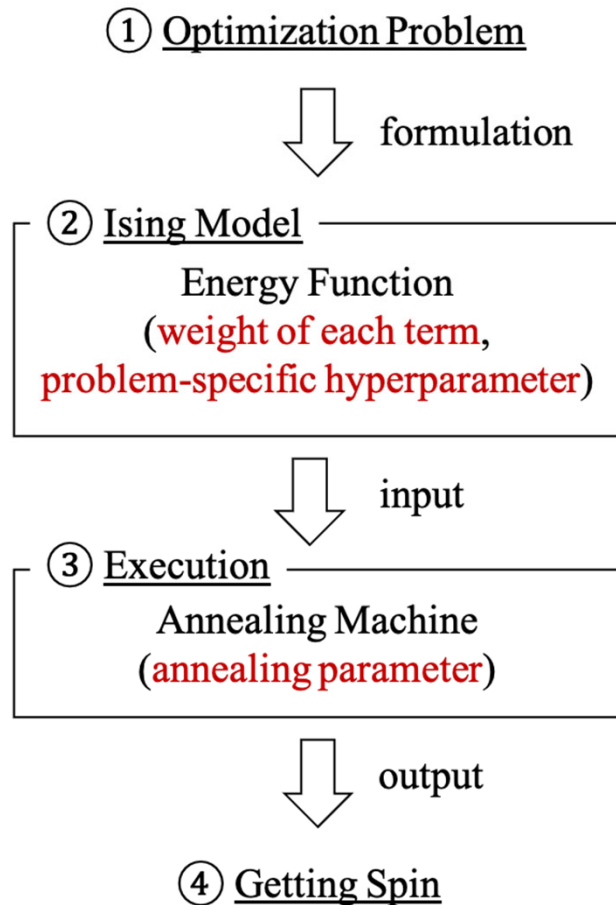 ① Optimization Problem
formulation
② Ising Model
Energy Function
(weight of each term,
problem-specific hyperparameter)
input
③ Execution
Annealing Machine
(annealing parameter)
output
④ Getting Spin